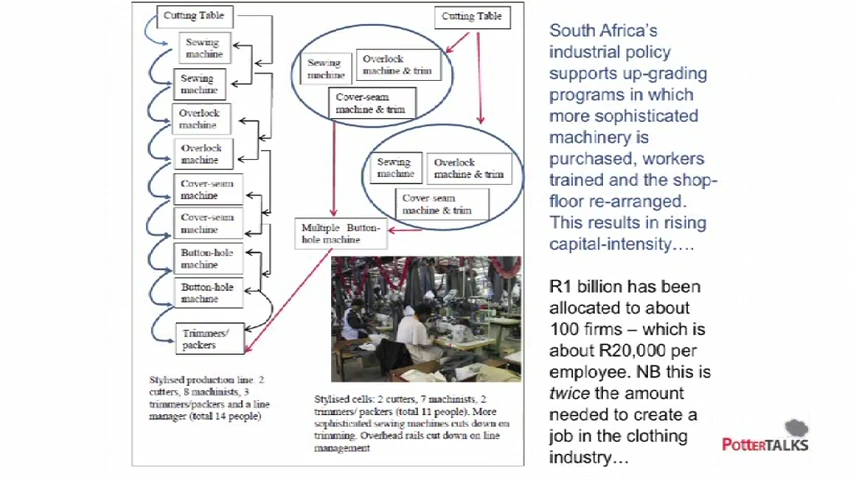 Cutting Table
Sewing
machine
Sewing
machine
Overlock
machine
Overlock
machine
Cover-seam
machine
Cover-seam
machine
Button-hole
machine
Button-hole
machine
Trimmers/
packers
Stylised production line: 2
cutters, 8 machinists, 3
trimmers/packers and a line
manager (total 14 people)
Cutting Table
Sewing
machine
Overlock
machine & trim
Cover-seam
machine & trim
Sewing
machine
Overlock
machine & trim
Cover-seam
machine & trim
Multiple Button-
hole machine
Stylised cells: 2 cutters, 7 machinists, 2
trimmers/ packers (total 11 people). More
sophisticated sewing machines cuts down on
trimming. Overhead rails cut down on line
management
South Africa's
industrial policy
supports up-grading
programs in which
more sophisticated
machinery is
purchased, workers
trained and the shop-
floor re-arranged.
This results in rising
capital-intensity….
R1 billion has been
allocated to about
100 firms – which is
about R20,000 per
employee. NB this is
twice the amount
needed to create a
job in the clothing
industry…
POTTERTALKS